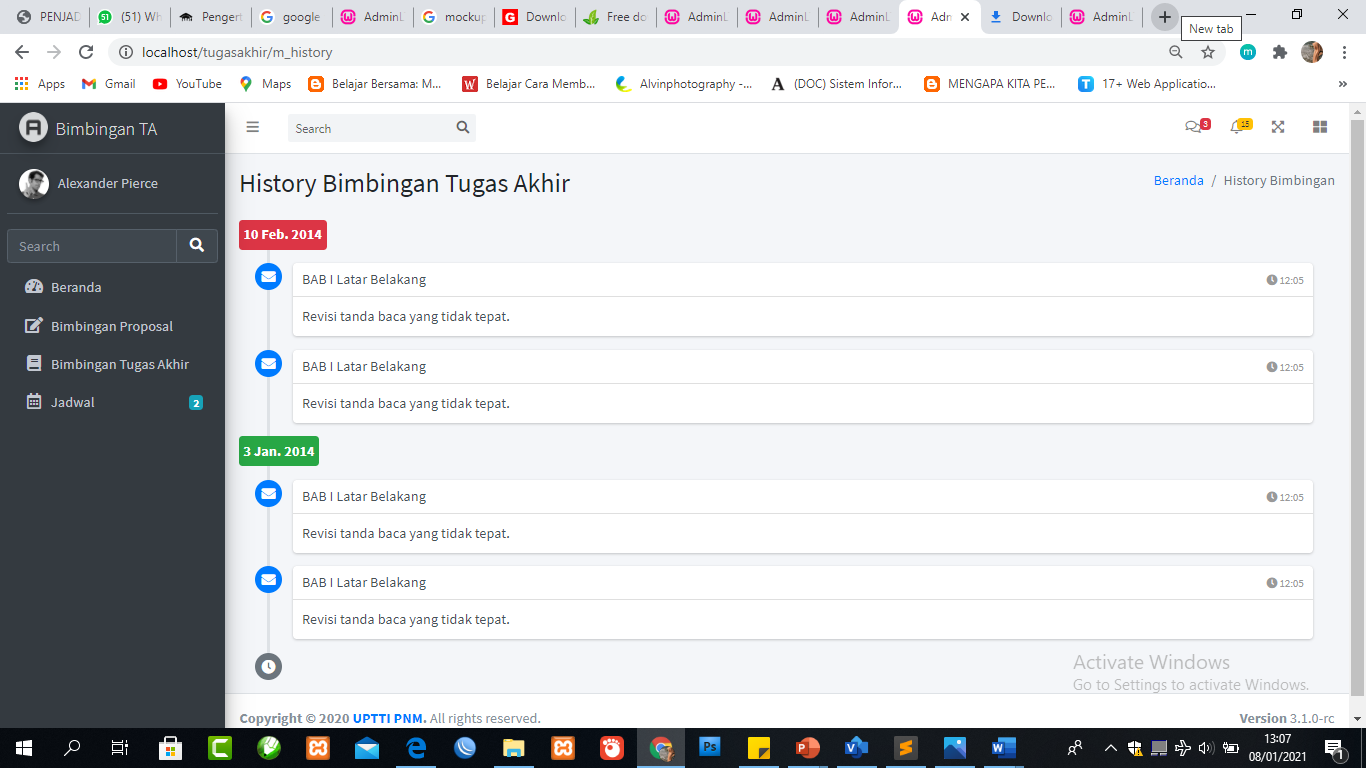 PENJAD
(51) Wh
Pengert
google
AdminL
mockup
Downlo
Free do
AdminL
AdminL
AdminL
Adm
Downlo
AdminL
New tab
localhost/tugasakhir/m_history
Apps
Gmail
YouTube
Maps
Belajar Bersama: M...
Belajar Cara Memb...
Alvinphotography -...
(DOC) Sistem Infor...
MENGAPA KITA PE...
17+ Web Applicatio...
Bimbingan TA
Search
3
15
Alexander Pierce
Search
Beranda
Bimbingan Proposal
Bimbingan Tugas Akhir
Jadwal 2
History Bimbingan Tugas Akhir
Beranda / History Bimbingan
10 Feb. 2014
BAB I Latar Belakang 12:05
Revisi tanda baca yang tidak tepat.
BAB I Latar Belakang 12:05
Revisi tanda baca yang tidak tepat.
3 Jan. 2014
BAB I Latar Belakang 12:05
Revisi tanda baca yang tidak tepat.
BAB I Latar Belakang 12:05
Revisi tanda baca yang tidak tepat.
Activate Windows
Go to Settings to activate Windows.
Copyright © 2020 UPTTI PNM. All rights reserved.
Version 3.1.0-rc
13:07
08/01/2021
1